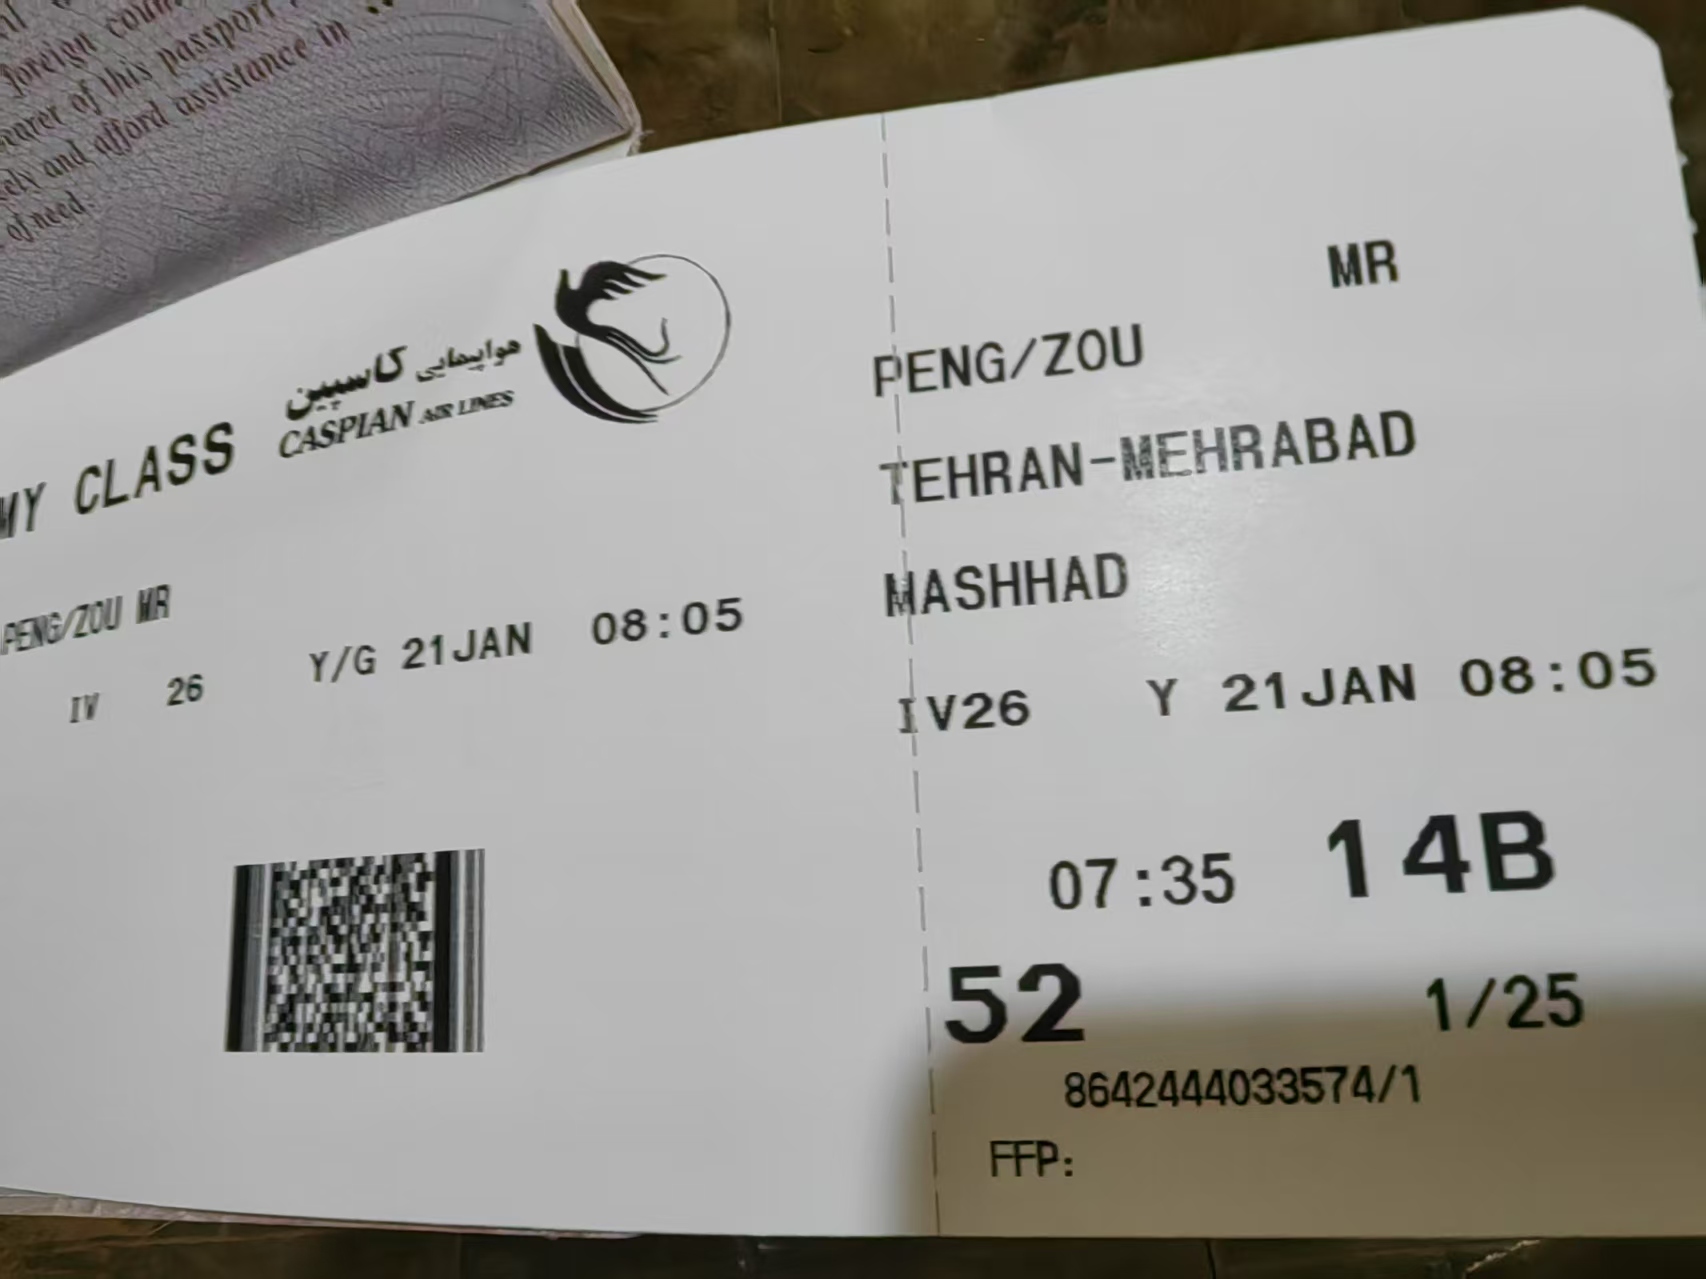 foreign coun
earer of this passport
ely and afford assistance in
of need.
هواپیمایی کاسپین
CASPIAN AIR LINES
MY CLASS
PENG/ZOU MR
IV 26 Y/G 21JAN 08:05
MR
PENG/ZOU
TEHRAN-MEHRABAD
MASHHAD
IV26 Y 21JAN 08:05
07:35 14B
52 1/25
8642444033574/1
FFP: